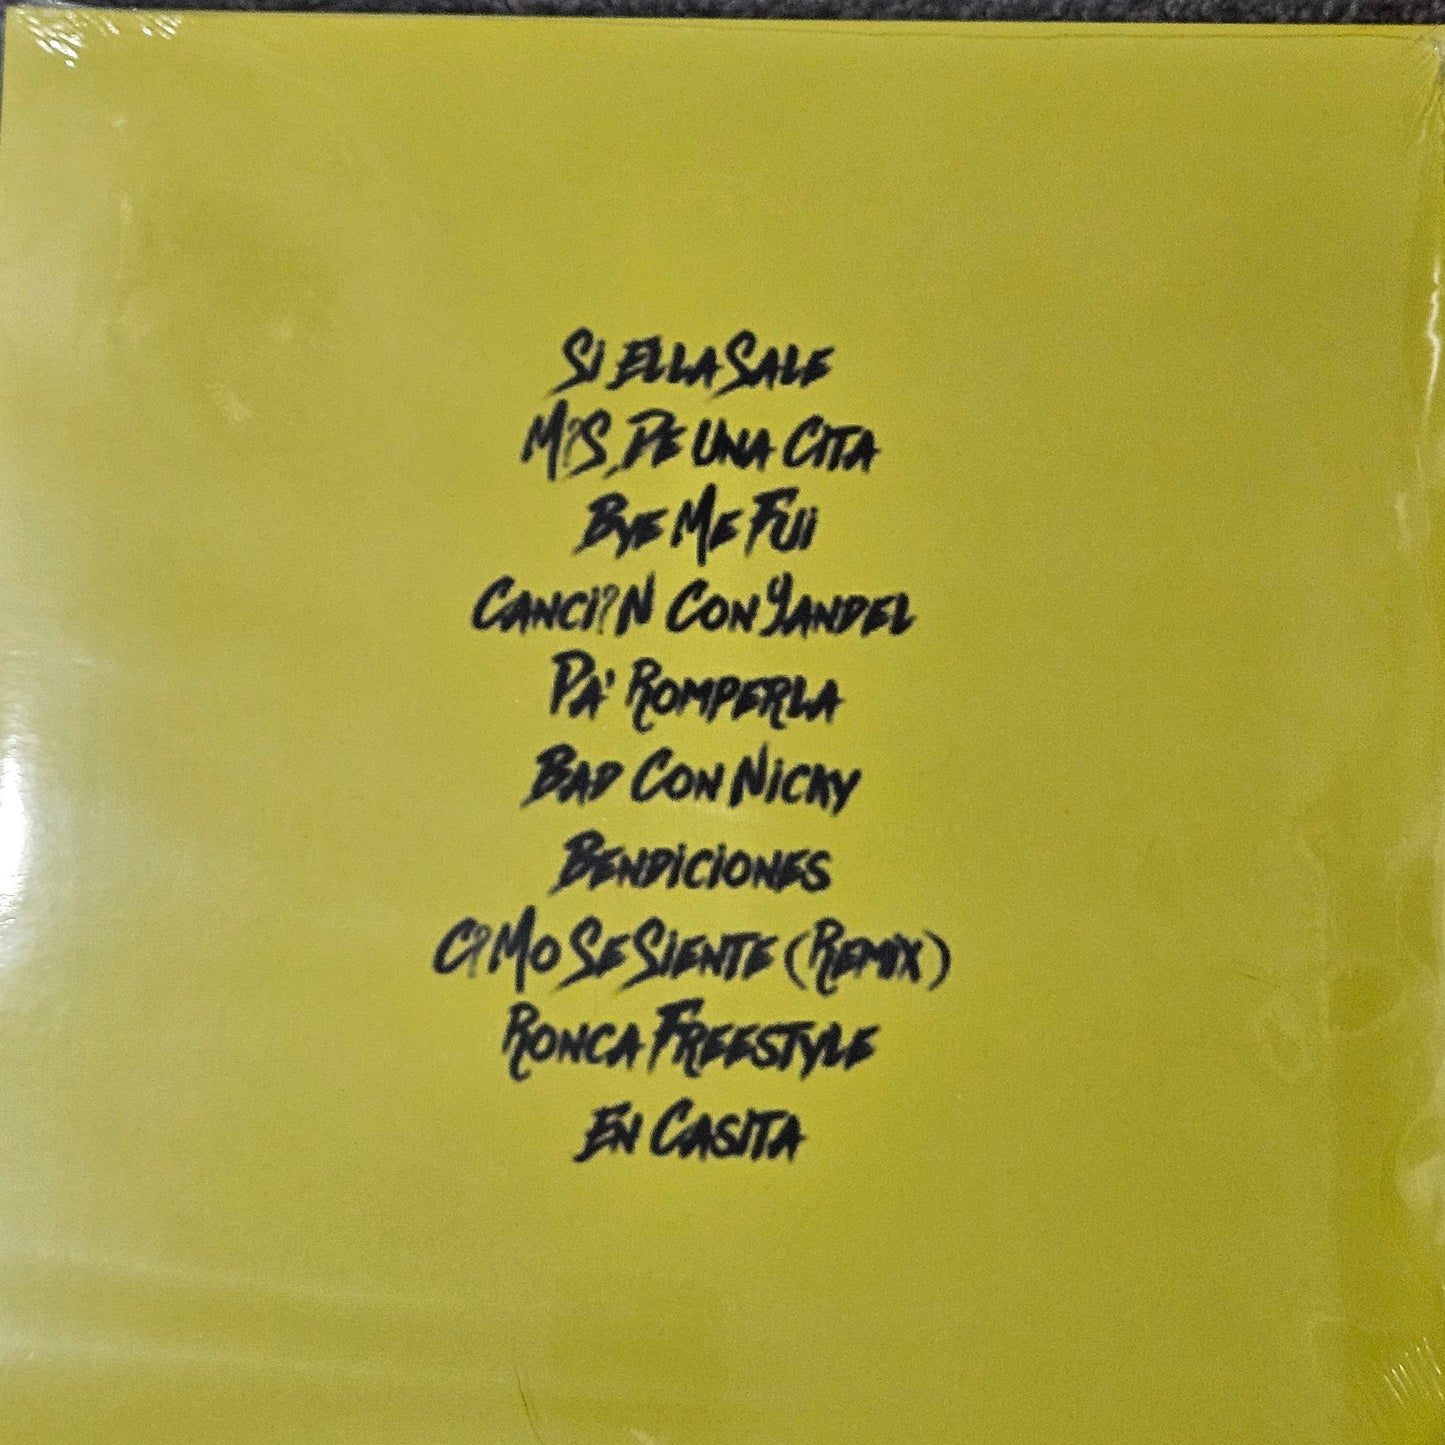 Si Ella Sale
M?s De Una Cita
Bye Me Fui
Canci?n Con Yandel
Pa' Romperla
Bad Con Nicky
Bendiciones
C?mo Se Siente (Remix)
Ronca Freestyle
En Casita